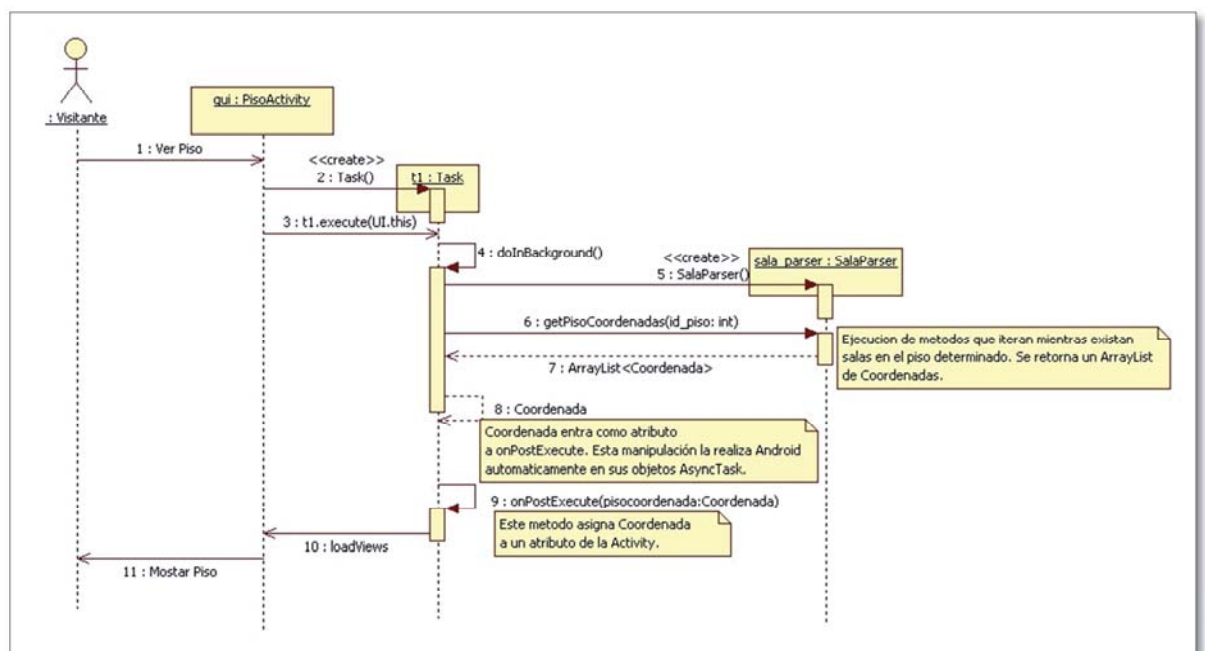 : Visitante
gui : PisoActivity
1 : Ver Piso
<<create>>
2 : Task()
t1 : Task
3 : t1.execute(UI.this)
4 : doInBackground()
<<create>>
5 : SalaParser()
sala_parser : SalaParser
6 : getPisoCoordenadas(id_piso: int)
Ejecucion de metodos que iteran mientras existan
salas en el piso determinado. Se retorna un ArrayList
de Coordenadas.
7 : ArrayList<Coordenada>
8 : Coordenada
Coordenada entra como atributo
a onPostExecute. Esta manipulación la realiza Android
automaticamente en sus objetos AsyncTask.
9 : onPostExecute(pisocoordenada:Coordenada)
Este metodo asigna Coordenada
a un atributo de la Activity.
10 : loadViews
11 : Mostar Piso